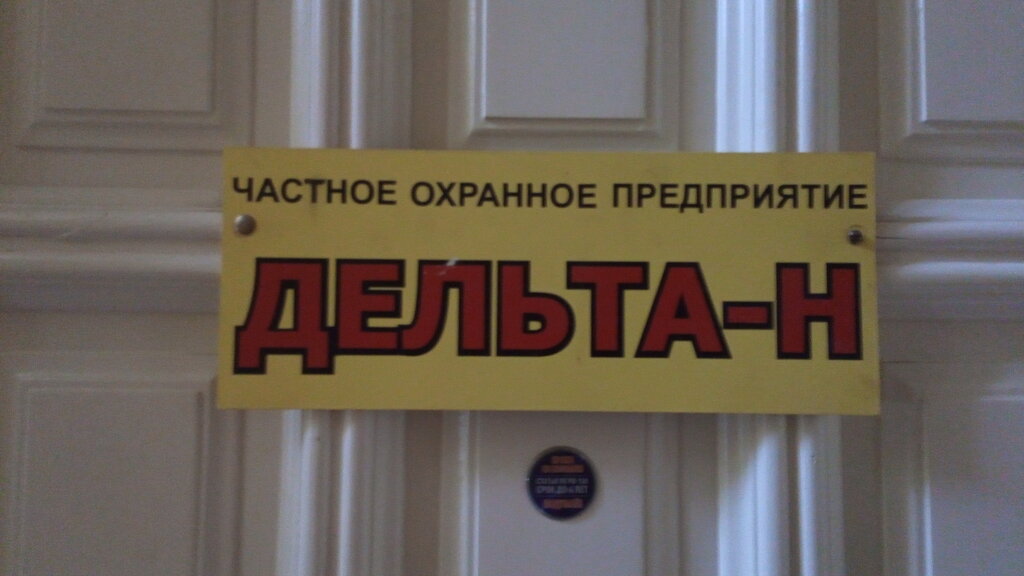 ЧАСТНОЕ ОХРАННОЕ ПРЕДПРИЯТИЕ
ДЕЛЬТА-Н